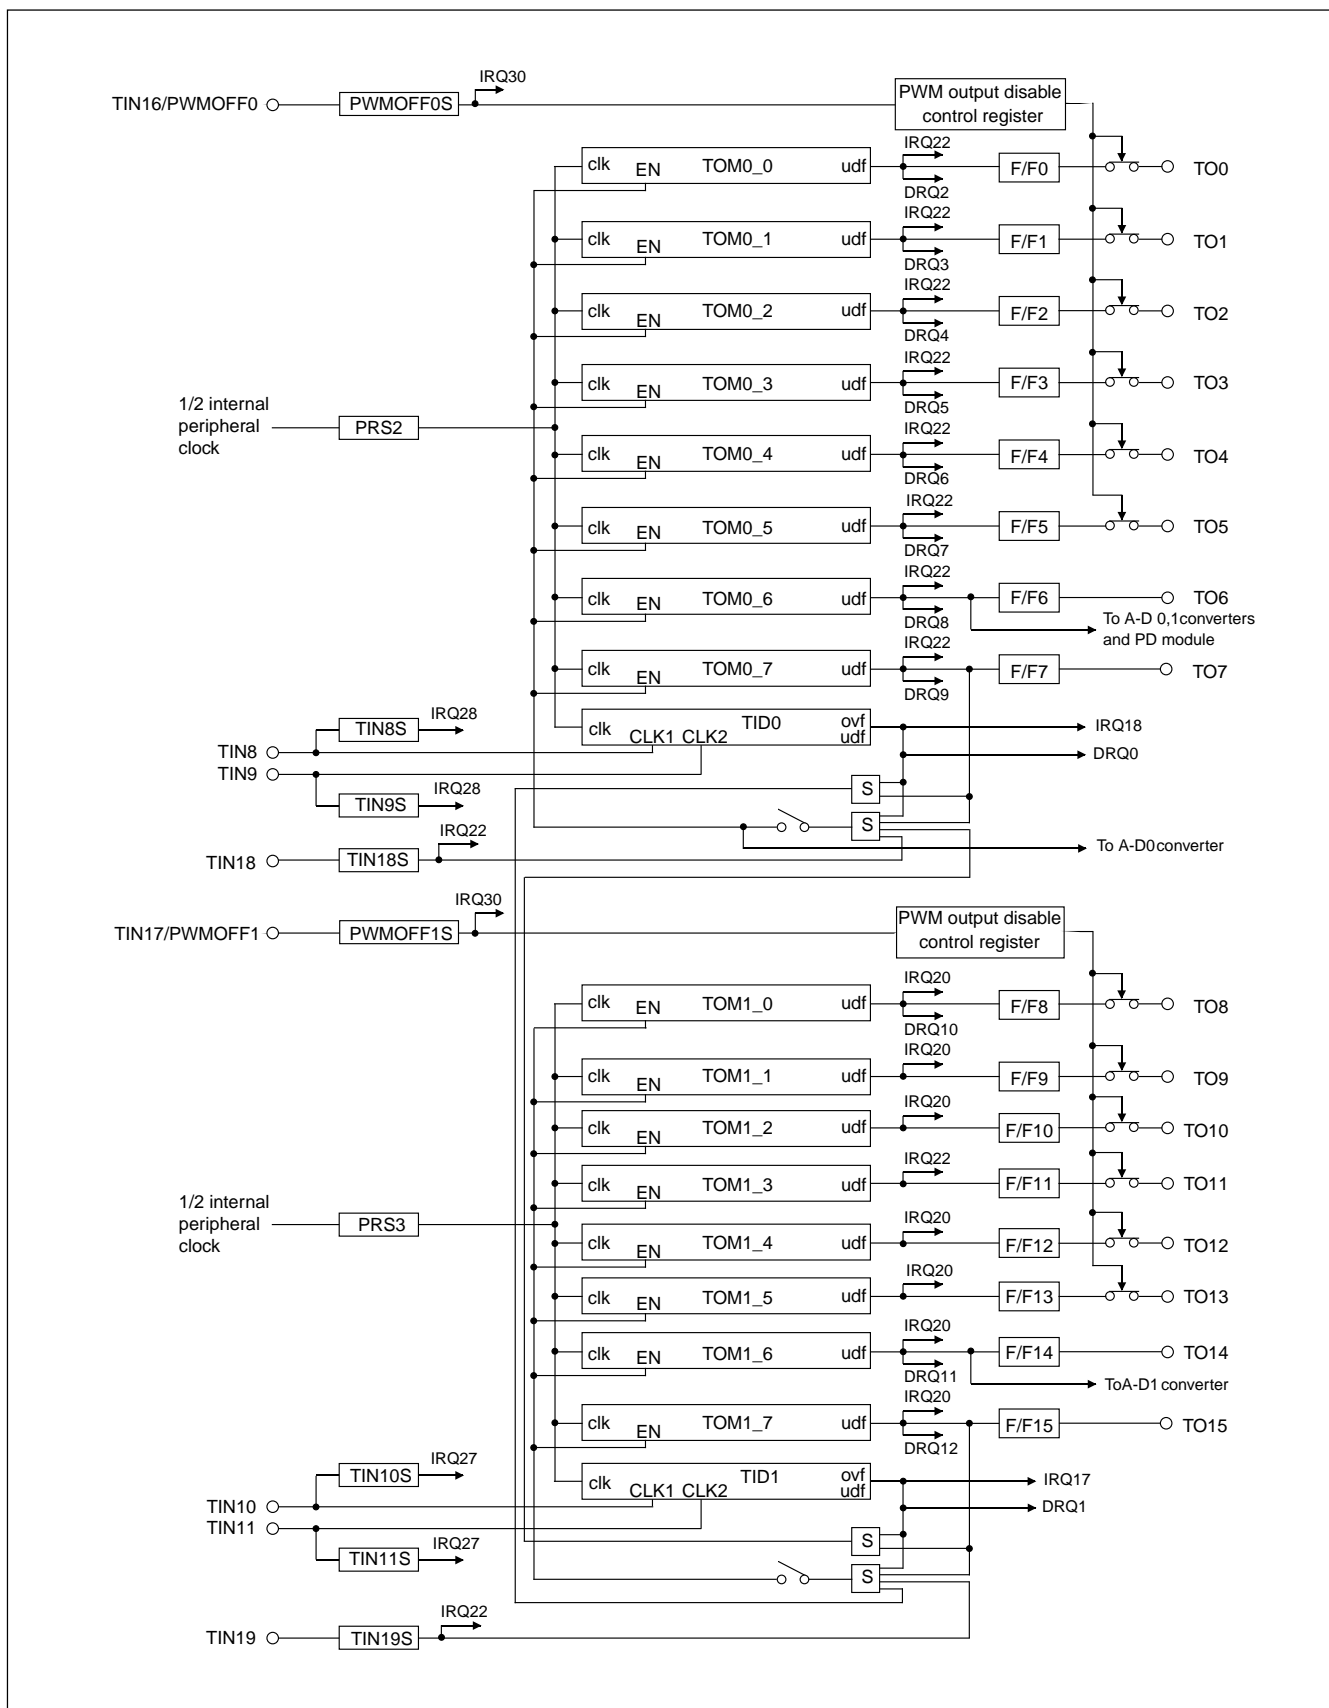 IRQ30
TIN16/PWMOFF0 PWMOFF0S PWM output disable
control register
IRQ22
clk EN TOM0_0 udf F/F0 TO0
DRQ2
IRQ22
clk EN TOM0_1 udf F/F1 TO1
DRQ3
IRQ22
clk EN TOM0_2 udf F/F2 TO2
DRQ4
IRQ22
clk EN TOM0_3 udf F/F3 TO3
DRQ5
1/2 internal
peripheral
clock
PRS2
IRQ22
clk EN TOM0_4 udf F/F4 TO4
DRQ6
IRQ22
clk EN TOM0_5 udf F/F5 TO5
DRQ7
IRQ22
clk EN TOM0_6 udf F/F6 TO6
DRQ8
To A-D 0,1converters
and PD module
IRQ22
clk EN TOM0_7 udf F/F7 TO7
DRQ9
TIN8S IRQ28
clk CLK1 CLK2 TID0 ovf
udf
IRQ18
TIN8
DRQ0
TIN9
TIN9S IRQ28
S
S
IRQ22
TIN18 TIN18S
To A-D0converter
IRQ30
TIN17/PWMOFF1 PWMOFF1S PWM output disable
control register
IRQ20
clk EN TOM1_0 udf F/F8 TO8
DRQ10
IRQ20
clk EN TOM1_1 udf F/F9 TO9
IRQ20
clk EN TOM1_2 udf F/F10 TO10
IRQ22
clk EN TOM1_3 udf F/F11 TO11
1/2 internal
peripheral
clock
PRS3
IRQ20
clk EN TOM1_4 udf F/F12 TO12
IRQ20
clk EN TOM1_5 udf F/F13 TO13
IRQ20
clk EN TOM1_6 udf F/F14 TO14
DRQ11
ToA-D1 converter
IRQ20
clk EN TOM1_7 udf F/F15 TO15
DRQ12
TIN10S IRQ27
clk CLK1 CLK2 TID1 ovf
udf
IRQ17
TIN10
DRQ1
TIN11
TIN11S IRQ27
S
S
IRQ22
TIN19 TIN19S